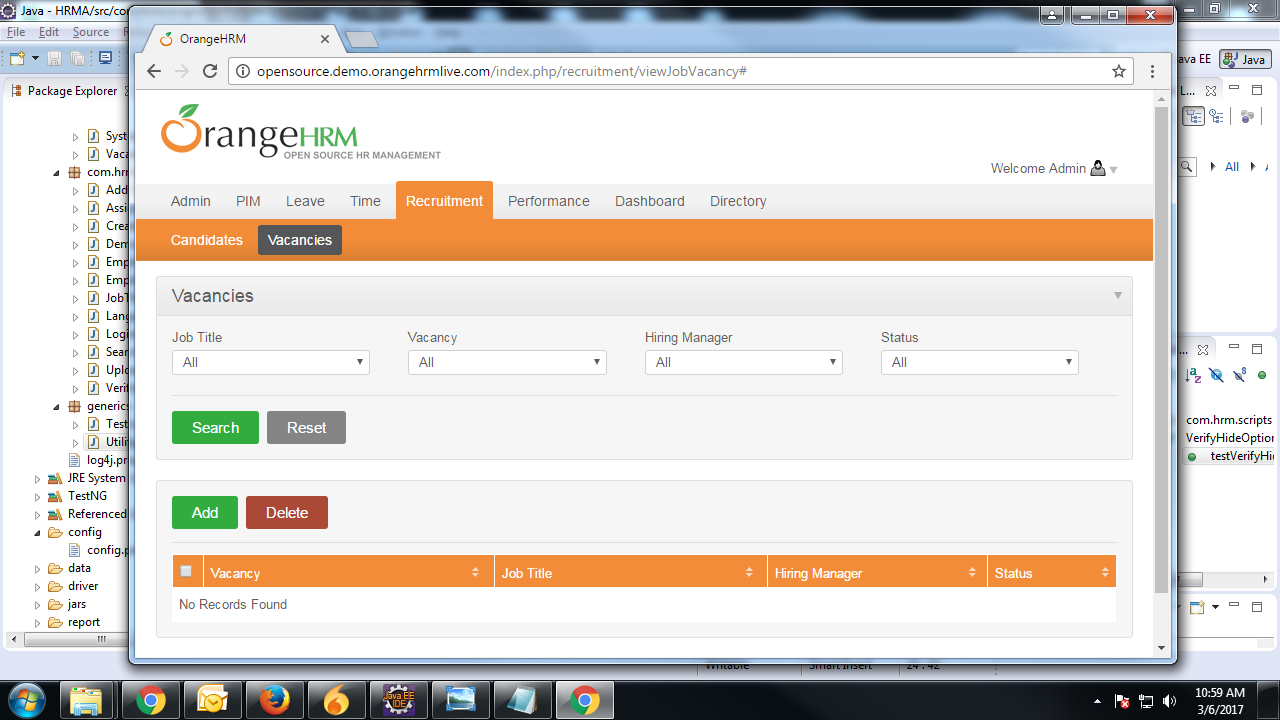 Java - HRMA/src/co
File Edit Source
Package Explorer
Syst
Vaca
com.hr
Add
Assi
Crea
Dem
Emp
Emp
JobT
Lang
Logi
Sear
Uplo
Verif
generics
Test
Utili
log4j.pr
JRE System
TestNG
Referenced
config
config.p
data
driver
jars
report
OrangeHRM
opensource.demo.orangehrmlive.com/index.php/recruitment/viewJobVacancy#
OrangeHRM
OPEN SOURCE HR MANAGEMENT
Welcome Admin
Admin PIM Leave Time Recruitment Performance Dashboard Directory
Candidates Vacancies
Vacancies
Job Title Vacancy Hiring Manager Status
All All All All
Search Reset
Add Delete
Vacancy Job Title Hiring Manager Status
No Records Found
ava EE Java
L...
All
com.hrm.scripts
VerifyHideOption
testVerifyHid
Writable Smart Insert 24 : 42
Java EE
IDE
10:59 AM
3/6/2017